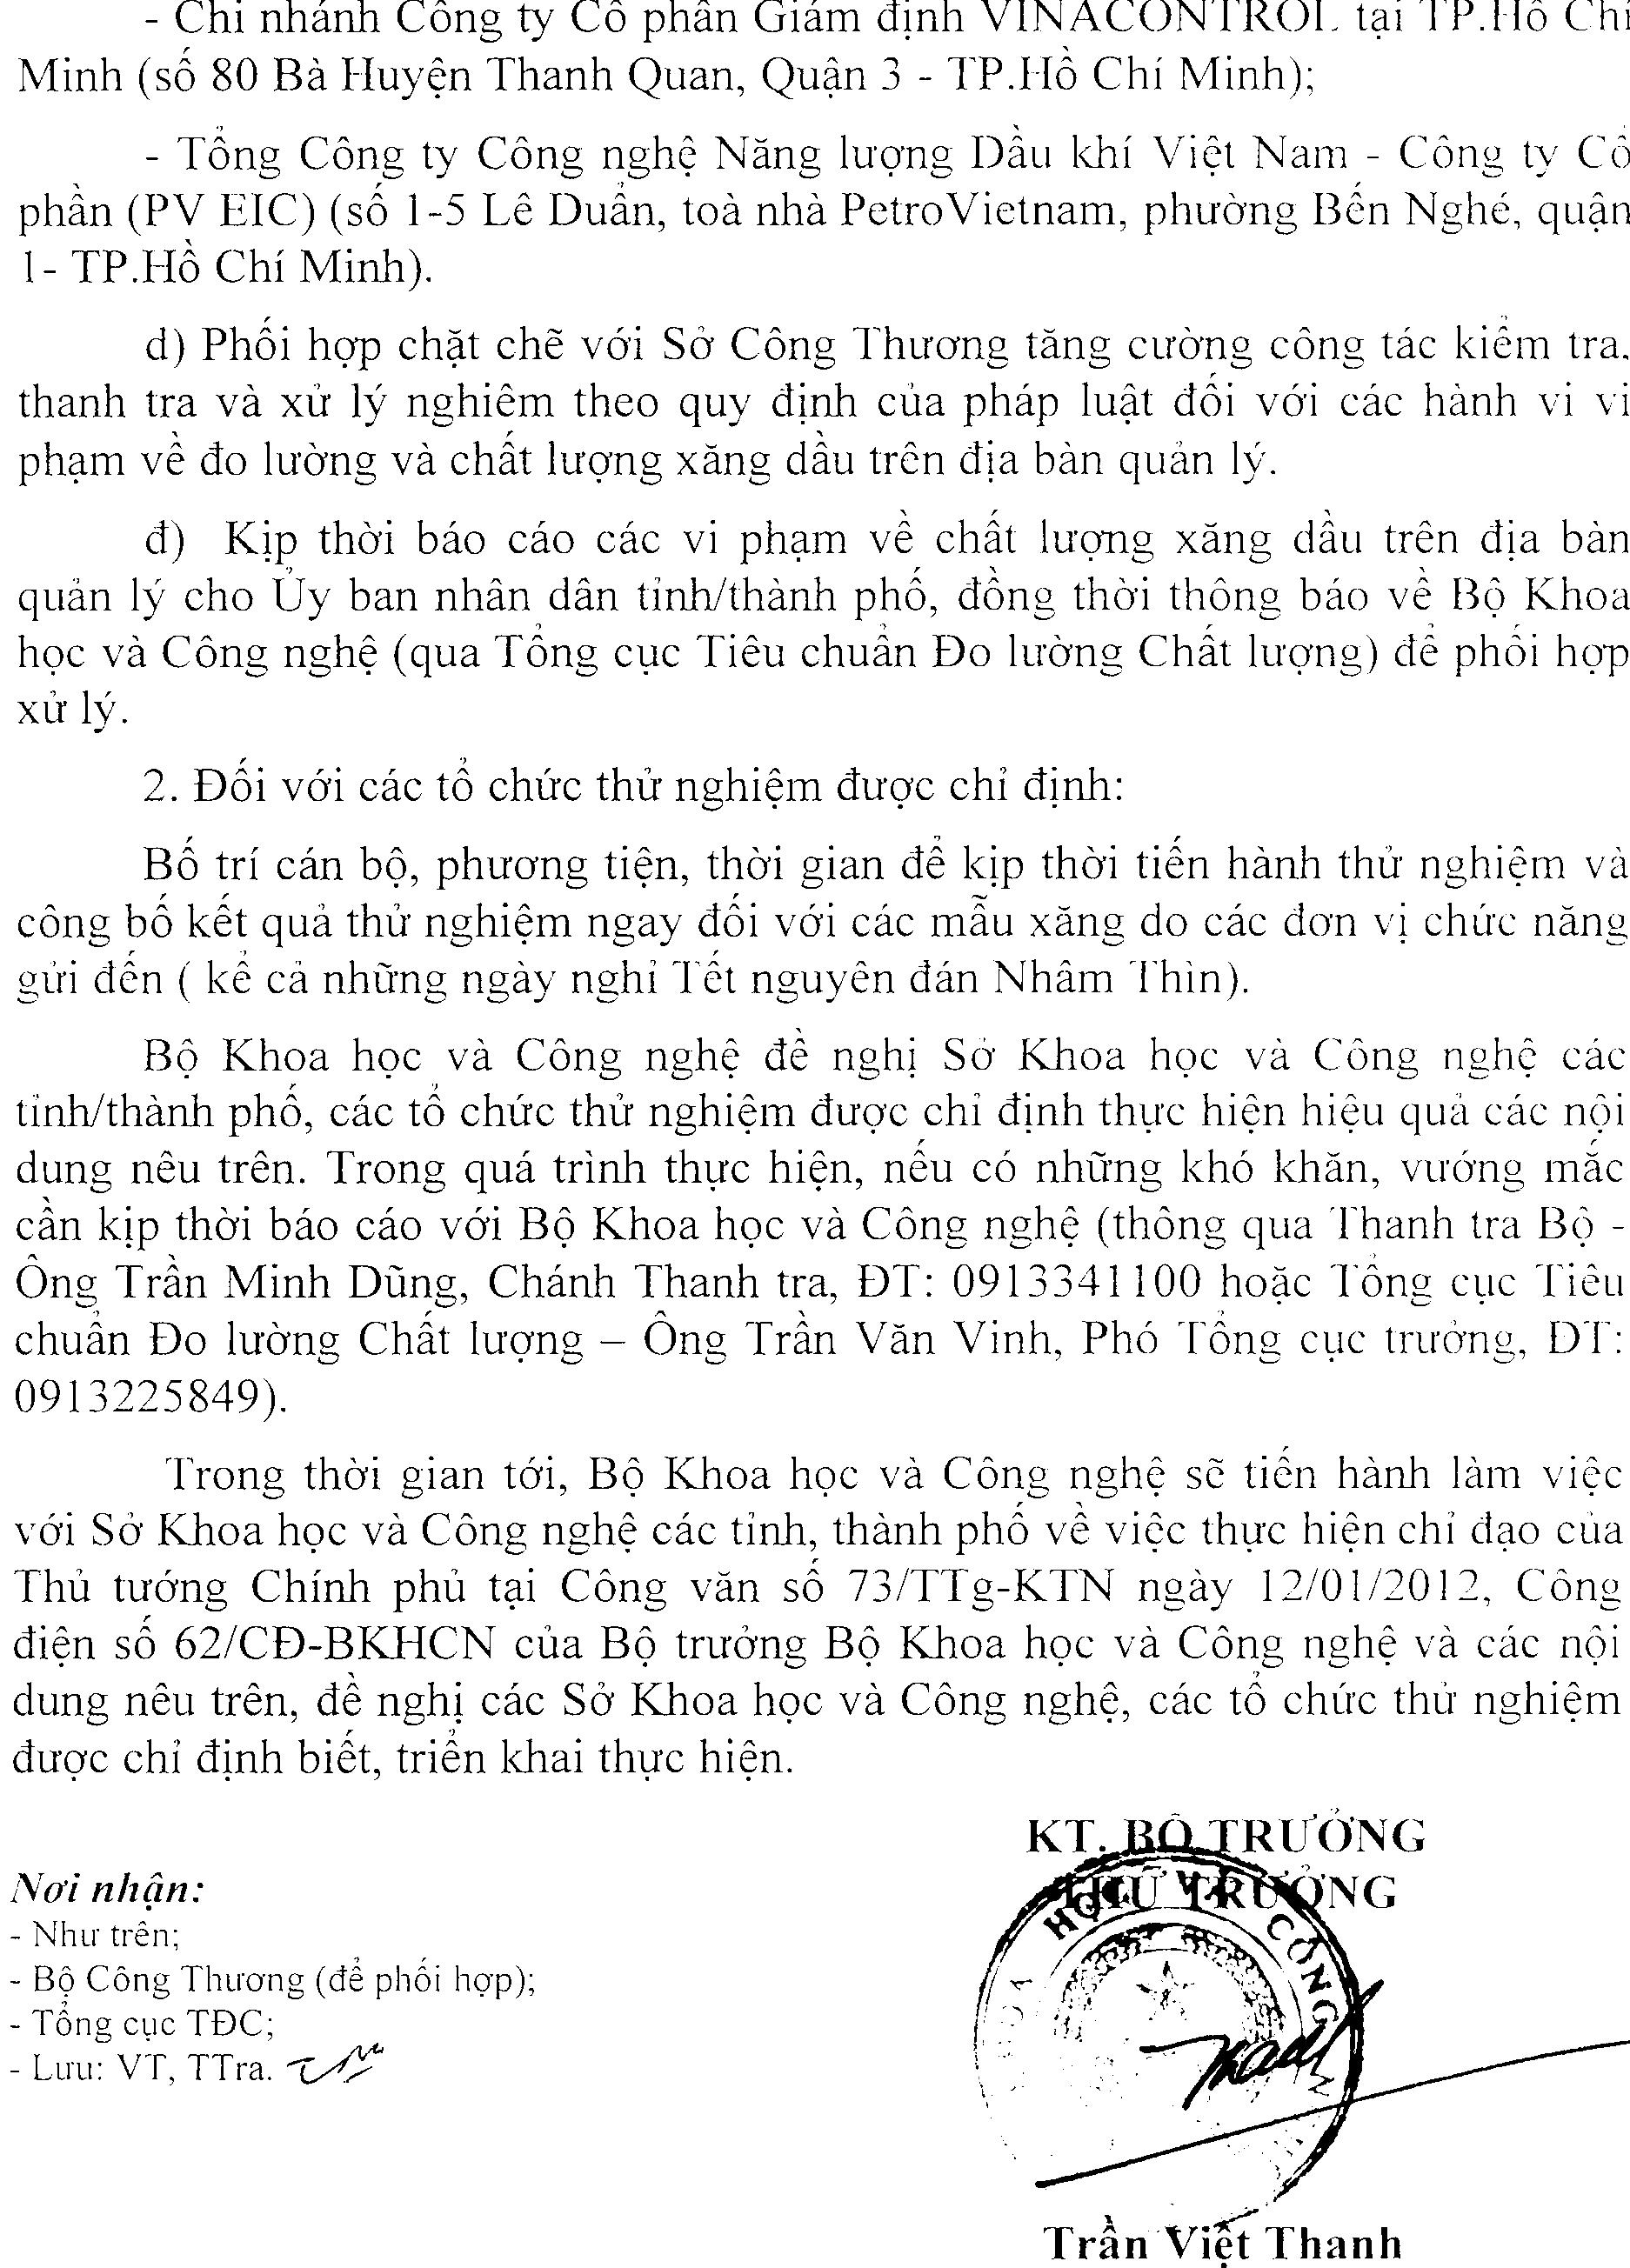 - Chi nhánh Công ty Cổ phần Giám định VINACONTROL tại TP.Hồ Chí
Minh (số 80 Bà Huyện Thanh Quan, Quận 3 - TP.Hồ Chí Minh);
- Tổng Công ty Công nghệ Năng lượng Dầu khí Việt Nam - Công ty Cổ
phần (PV EIC) (số 1-5 Lê Duẩn, toà nhà PetroVietnam, phường Bến Nghé, quận
1- TP.Hồ Chí Minh).
d) Phối hợp chặt chẽ với Sở Công Thương tăng cường công tác kiểm tra,
thanh tra và xử lý nghiêm theo quy định của pháp luật đối với các hành vi vi
phạm về đo lường và chất lượng xăng dầu trên địa bàn quản lý.
đ) Kịp thời báo cáo các vi phạm về chất lượng xăng dầu trên địa bàn
quản lý cho Ủy ban nhân dân tỉnh/thành phố, đồng thời thông báo về Bộ Khoa
học và Công nghệ (qua Tổng cục Tiêu chuẩn Đo lường Chất lượng) để phối hợp
xử lý.
2. Đối với các tổ chức thử nghiệm được chỉ định:
Bố trí cán bộ, phương tiện, thời gian để kịp thời tiến hành thử nghiệm và
công bố kết quả thử nghiệm ngay đối với các mẫu xăng do các đơn vị chức năng
gửi đến ( kể cả những ngày nghỉ Tết nguyên đán Nhâm Thìn).
Bộ Khoa học và Công nghệ đề nghị Sở Khoa học và Công nghệ các
tỉnh/thành phố, các tổ chức thử nghiệm được chỉ định thực hiện hiệu quả các nội
dung nêu trên. Trong quá trình thực hiện, nếu có những khó khăn, vướng mắc
cần kịp thời báo cáo với Bộ Khoa học và Công nghệ (thông qua Thanh tra Bộ -
Ông Trần Minh Dũng, Chánh Thanh tra, ĐT: 0913341100 hoặc Tổng cục Tiêu
chuẩn Đo lường Chất lượng – Ông Trần Văn Vinh, Phó Tổng cục trưởng, ĐT:
0913225849).
Trong thời gian tới, Bộ Khoa học và Công nghệ sẽ tiến hành làm việc
với Sở Khoa học và Công nghệ các tỉnh, thành phố về việc thực hiện chỉ đạo của
Thủ tướng Chính phủ tại Công văn số 73/TTg-KTN ngày 12/01/2012, Công
điện số 62/CĐ-BKHCN của Bộ trưởng Bộ Khoa học và Công nghệ và các nội
dung nêu trên, đề nghị các Sở Khoa học và Công nghệ, các tổ chức thử nghiệm
được chỉ định biết, triển khai thực hiện.
KT. BỘ TRƯỞNG
THỨ TRƯỞNG
HỌC VÀ CÔNG
Nơi nhận:
- Như trên;
- Bộ Công Thương (để phối hợp);
- Tổng cục TĐC;
- Lưu: VT, TTra.
Trần Việt Thanh